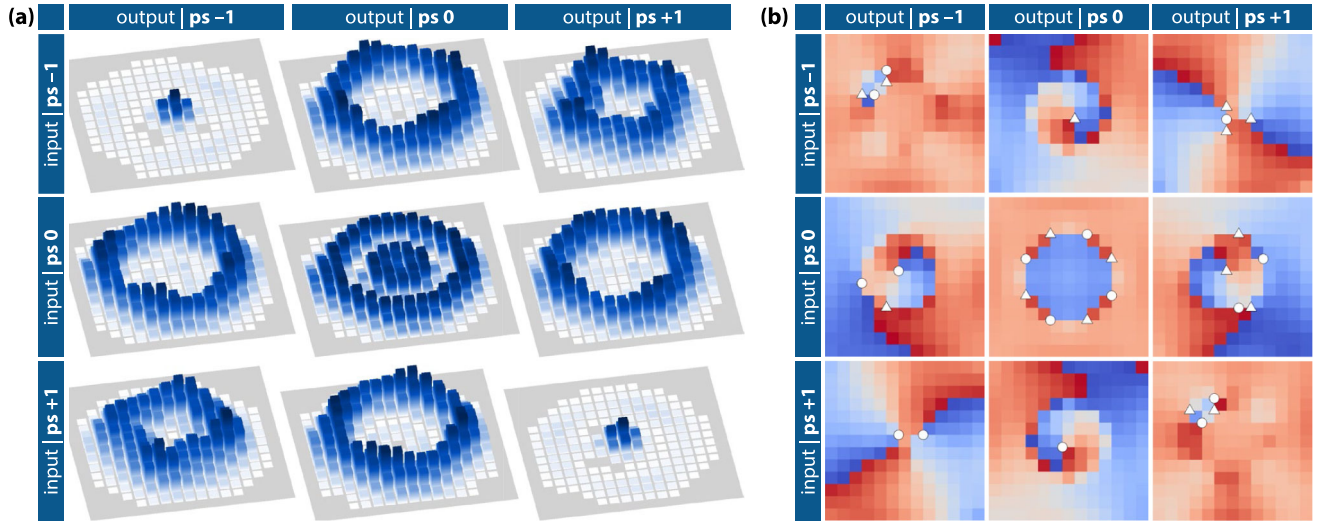 (a)
output | ps –1
output | ps 0
output | ps +1
input | ps –1
input | ps 0
input | ps +1
(b)
output | ps –1
output | ps 0
output | ps +1
input | ps –1
input | ps 0
input | ps +1